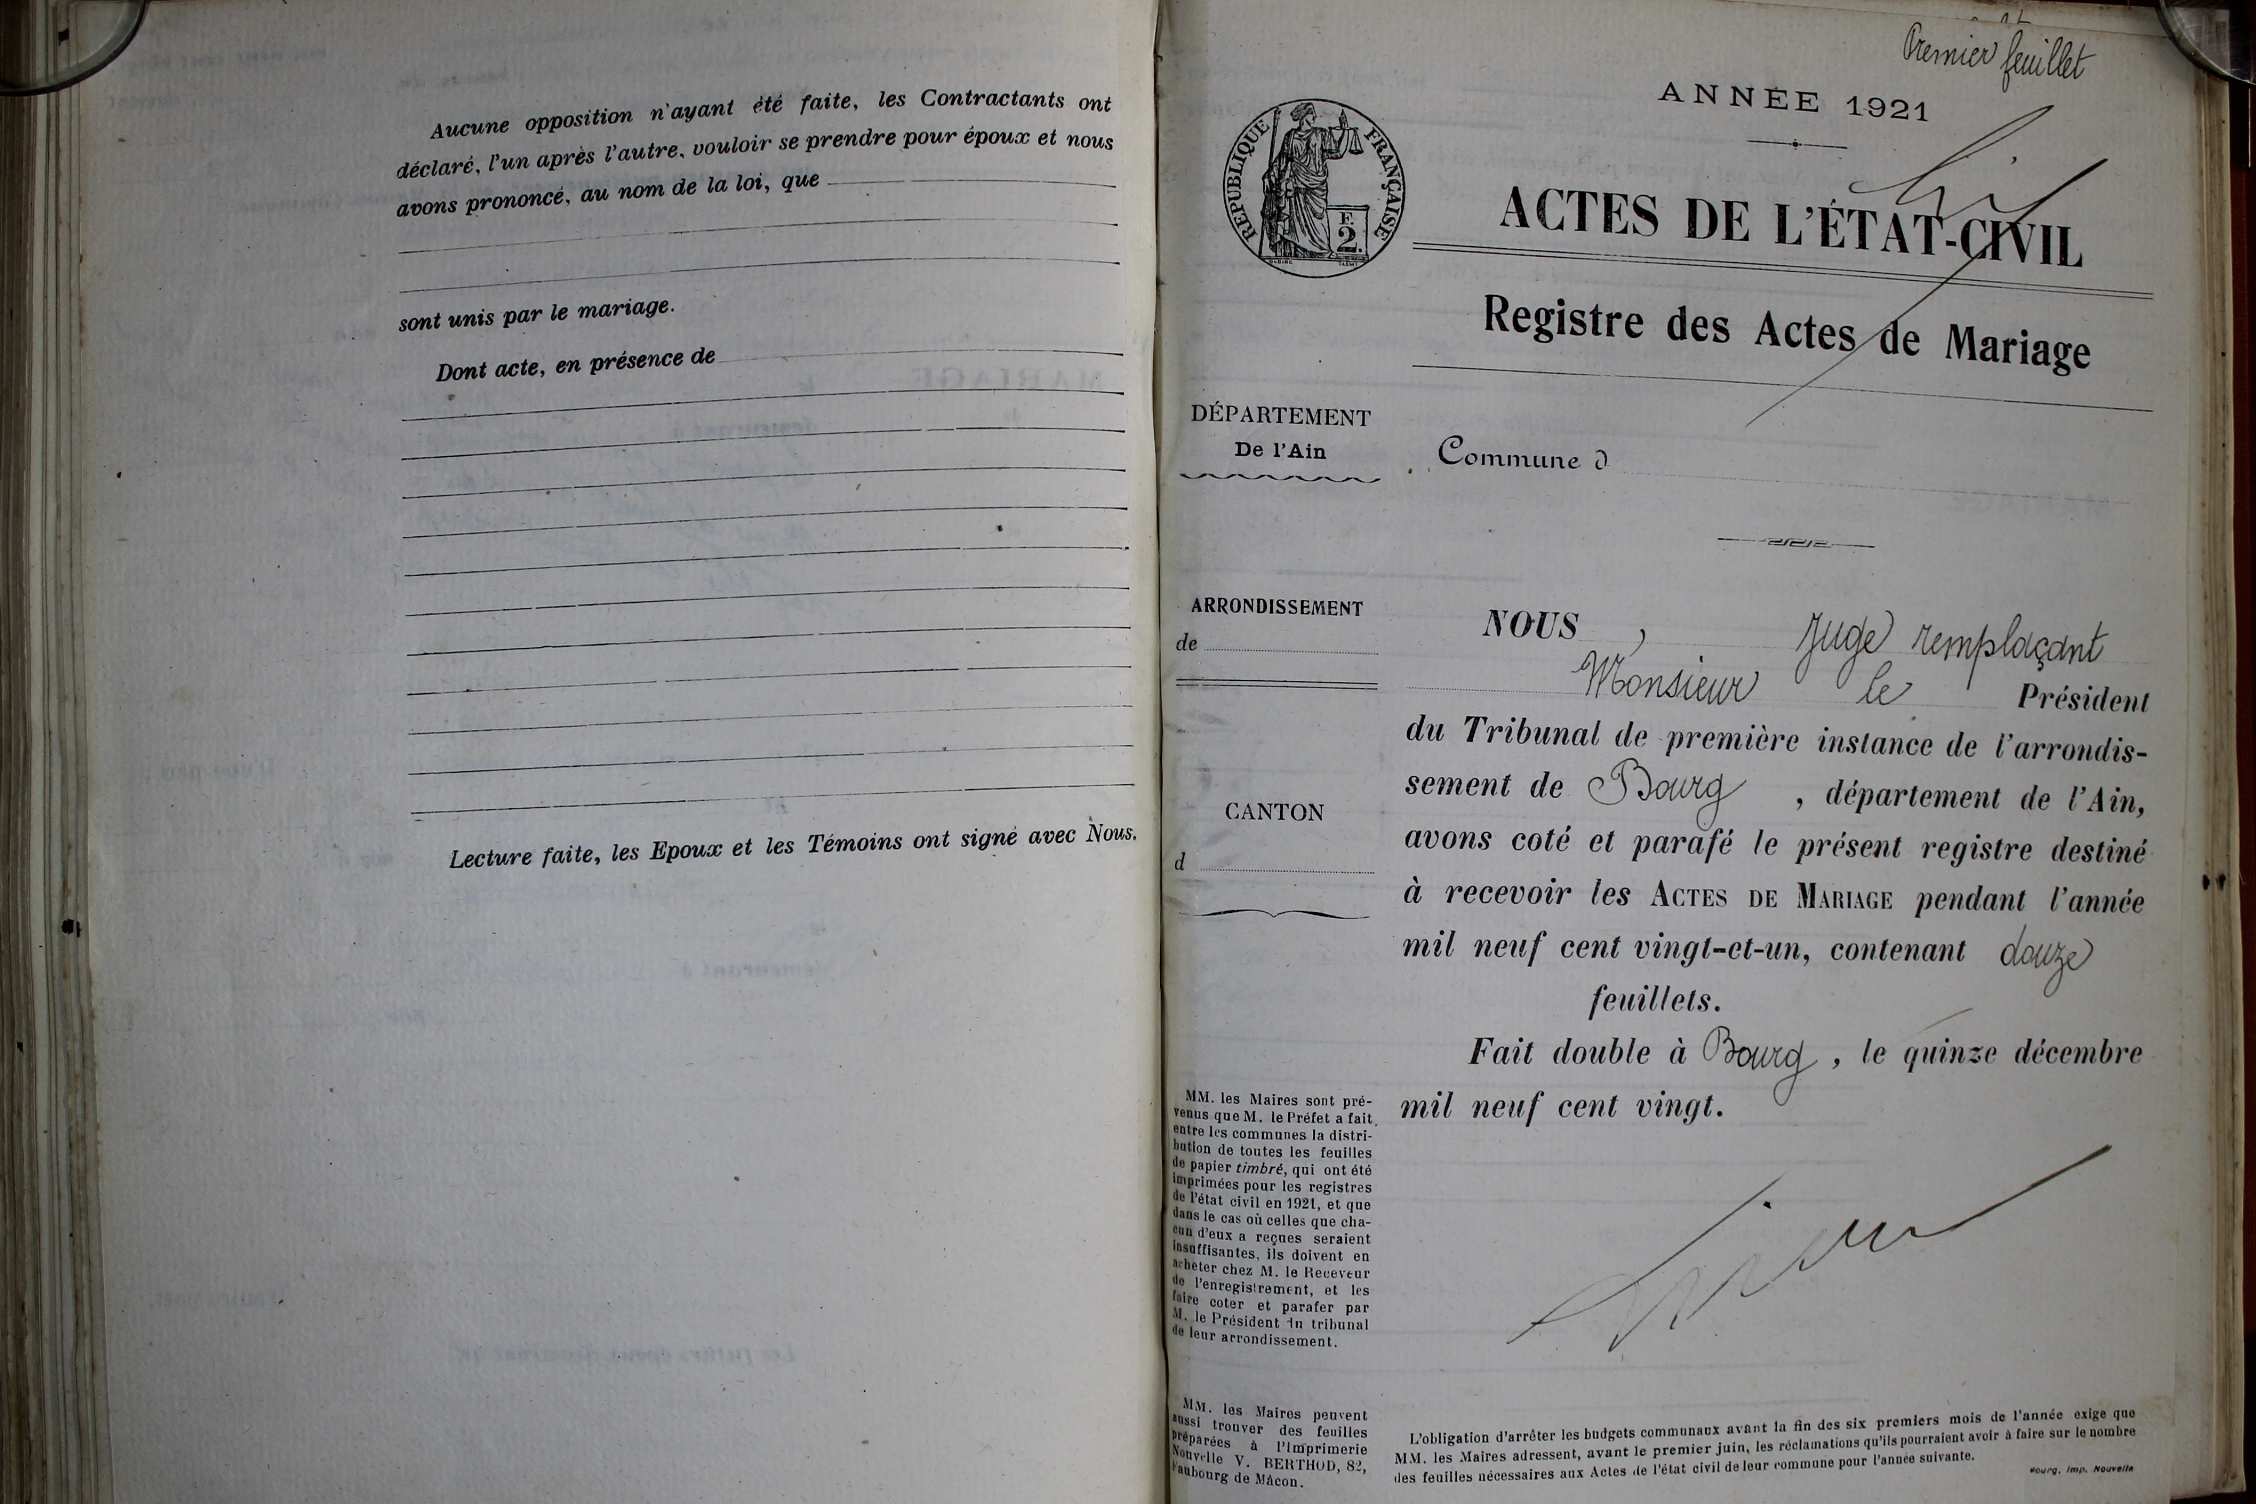 Aucune opposition n'ayant été faite, les Contractants ont
déclaré, l'un après l'autre, vouloir se prendre pour époux et nous
avons prononcé, au nom de la loi, que
sont unis par le mariage.
Dont acte, en présence de
Lecture faite, les Epoux et les Témoins ont signé avec Nous.
Premier feuillet
ANNÉE 1921
RÉPUBLIQUE FRANÇAISE
F.
2.
ACTES DE L'ÉTAT-CIVIL
Registre des Actes de Mariage
DÉPARTEMENT
De l'Ain
Commune d
ARRONDISSEMENT
de
CANTON
d
NOUS , Juge remplaçant
Monsieur le Président
du Tribunal de première instance de l'arrondis-
sement de Bourg , département de l'Ain,
avons coté et parafé le présent registre destiné
à recevoir les ACTES DE MARIAGE pendant l'année
mil neuf cent vingt-et-un, contenant douze
feuillets.
Fait double à Bourg , le quinze décembre
mil neuf cent vingt.
MM. les Maires sont pré-
venus que M. le Préfet a fait
entre les communes la distri-
bution de toutes les feuilles
de papier timbré, qui ont été
imprimées pour les registres
de l'état civil en 1921, et que
dans le cas où celles que cha-
cun d'eux a reçues seraient
insuffisantes, ils doivent en
acheter chez M. le Receveur
de l'enregistrement, et les
faire coter et parafer par
M. le Président du tribunal
de leur arrondissement.
MM. les Maires peuvent
aussi trouver des feuilles
préparées à l'Imprimerie
Nouvelle V. BERTHOD, 82,
Faubourg de Mâcon.
L'obligation d'arrêter les budgets communaux avant la fin des six premiers mois de l'année exige que
MM. les Maires adressent, avant le premier juin, les réclamations qu'ils pourraient avoir à faire sur le nombre
des feuilles nécessaires aux Actes de l'état civil de leur commune pour l'année suivante.
Bourg, Imp. Nouvelle